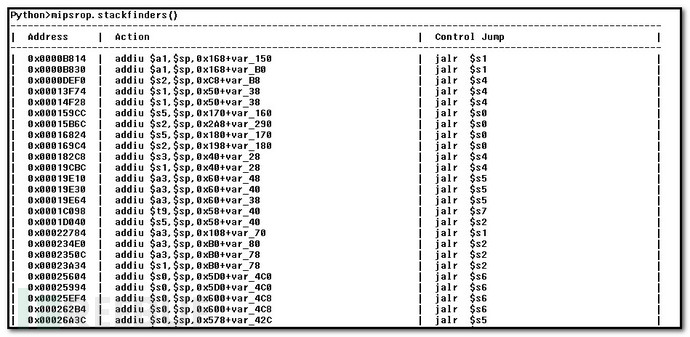 Python>mipsrop.stackfinders()
| Address | Action | Control Jump |
| 0x0000B814 | addiu $a1,$sp,0x168+var_150 | jalr $s1 |
| 0x0000B830 | addiu $a1,$sp,0x168+var_B0 | jalr $s1 |
| 0x0000DEF0 | addiu $s2,$sp,0xC8+var_B8 | jalr $s4 |
| 0x00013F74 | addiu $s1,$sp,0x50+var_38 | jalr $s4 |
| 0x00014F28 | addiu $s1,$sp,0x50+var_38 | jalr $s4 |
| 0x000159CC | addiu $s5,$sp,0x170+var_160 | jalr $s0 |
| 0x00015B6C | addiu $s2,$sp,0x2A8+var_290 | jalr $s0 |
| 0x00016824 | addiu $s5,$sp,0x180+var_170 | jalr $s0 |
| 0x000169C4 | addiu $s2,$sp,0x198+var_180 | jalr $s0 |
| 0x000182C8 | addiu $s3,$sp,0x40+var_28 | jalr $s4 |
| 0x00019CBC | addiu $s1,$sp,0x40+var_28 | jalr $s4 |
| 0x00019E10 | addiu $a3,$sp,0x60+var_48 | jalr $s5 |
| 0x00019E30 | addiu $a3,$sp,0x60+var_40 | jalr $s5 |
| 0x00019E64 | addiu $a3,$sp,0x60+var_38 | jalr $s5 |
| 0x0001C098 | addiu $t9,$sp,0x58+var_40 | jalr $s7 |
| 0x0001D040 | addiu $s5,$sp,0x58+var_40 | jalr $s2 |
| 0x00022784 | addiu $a3,$sp,0x108+var_70 | jalr $s1 |
| 0x000234E0 | addiu $a3,$sp,0xB0+var_80 | jalr $s2 |
| 0x0002350C | addiu $a3,$sp,0xB0+var_78 | jalr $s2 |
| 0x00023A34 | addiu $s1,$sp,0xB0+var_78 | jalr $s2 |
| 0x00025604 | addiu $s0,$sp,0x5D0+var_4C0 | jalr $s6 |
| 0x00025994 | addiu $s0,$sp,0x5D0+var_4C0 | jalr $s6 |
| 0x00025EF4 | addiu $s0,$sp,0x600+var_4C8 | jalr $s6 |
| 0x000262B4 | addiu $s0,$sp,0x600+var_4C8 | jalr $s6 |
| 0x00026A3C | addiu $s0,$sp,0x578+var_42C | jalr $s5 |